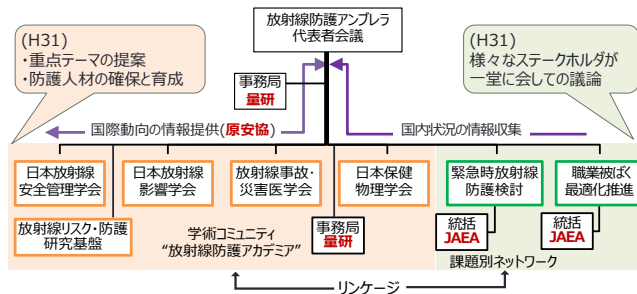 放射線防護アンブレラ
代表者会議
(H31)
・重点テーマの提案
・防護人材の確保と育成
(H31)
様々なステークホルダが
一堂に会しての議論
事務局
量研
国際動向の情報提供(原安協)
国内状況の情報収集
日本放射線
安全管理学会
日本放射線
影響学会
放射線事故・
災害医学会
日本保健
物理学会
緊急時放射線
防護検討
職業被ばく
最適化推進
放射線リスク・防護
研究基盤
学術コミュニティ
“放射線防護アカデミア”
事務局
量研
統括
JAEA
統括
JAEA
課題別ネットワーク
リンケージ